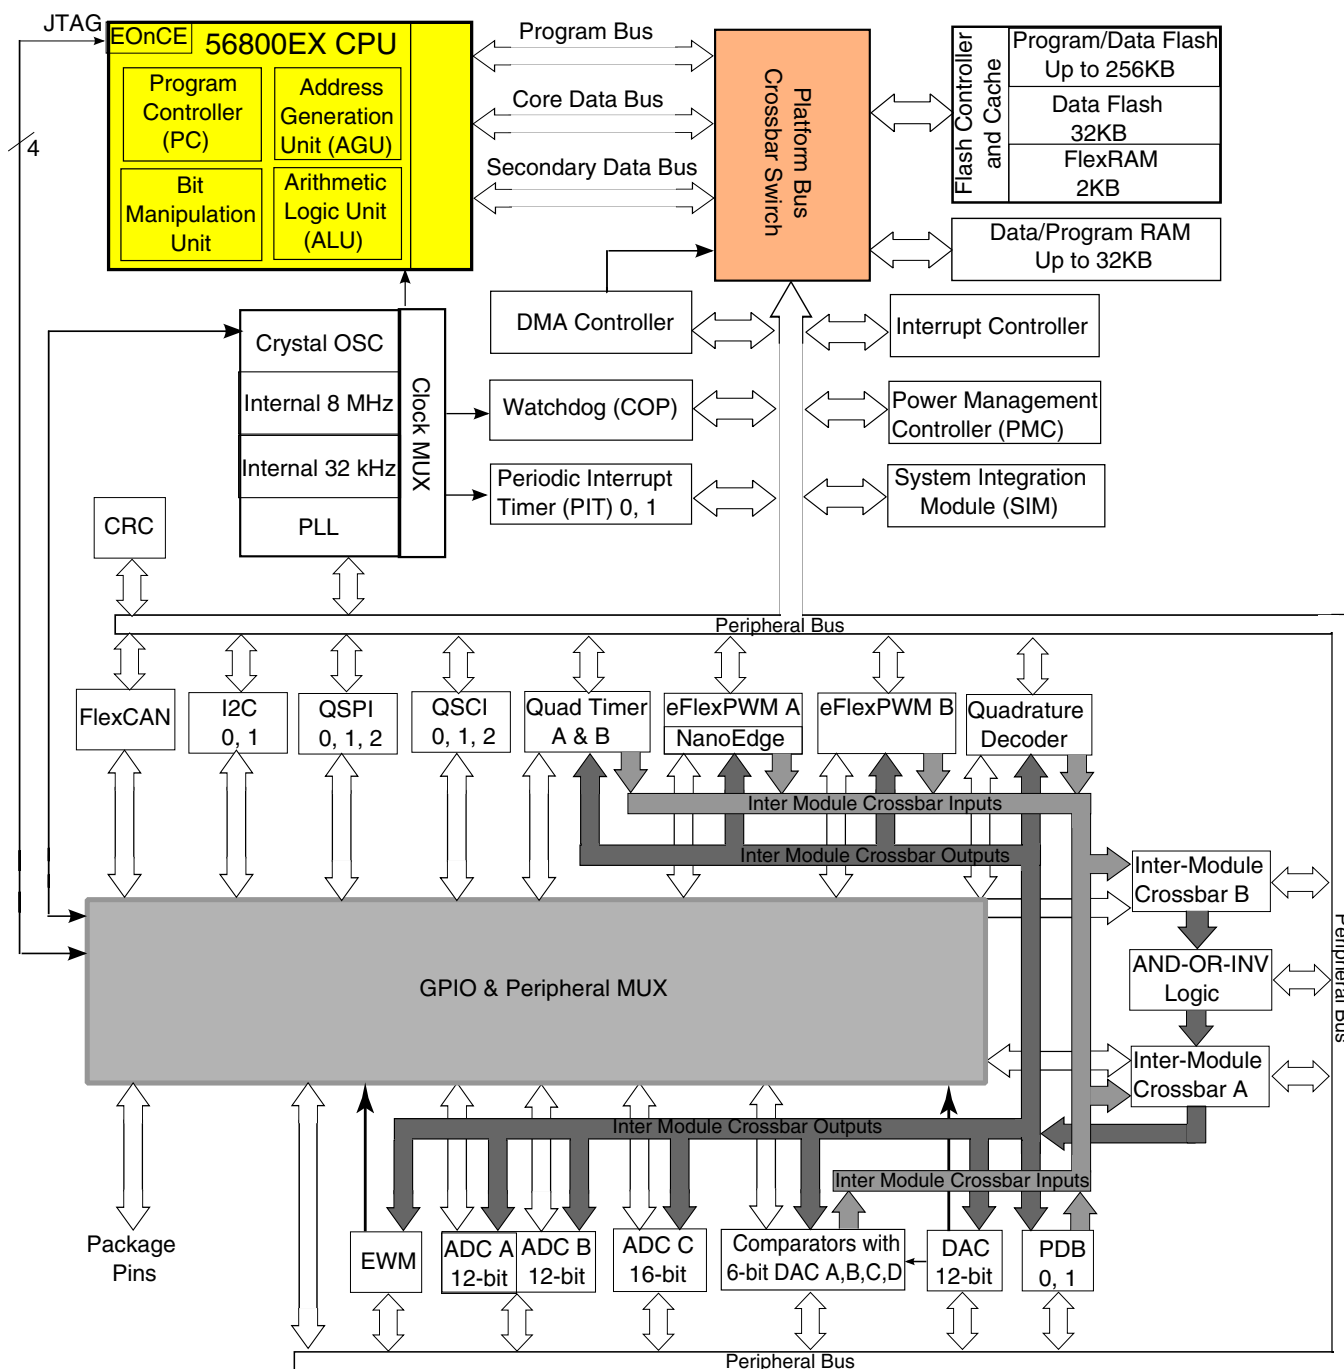 JTAG
EOnCE
56800EX CPU
Program
Controller
(PC)
Address
Generation
Unit (AGU)
Bit
Manipulation
Unit
Arithmetic
Logic Unit
(ALU)
4
Program Bus
Core Data Bus
Secondary Data Bus
Platform Bus
Crossbar Swirch
Flash Controller
and Cache
Program/Data Flash
Up to 256KB
Data Flash
32KB
FlexRAM
2KB
Data/Program RAM
Up to 32KB
DMA Controller
Interrupt Controller
Crystal OSC
Internal 8 MHz
Internal 32 kHz
PLL
Clock MUX
Watchdog (COP)
Power Management
Controller (PMC)
Periodic Interrupt
Timer (PIT) 0, 1
System Integration
Module (SIM)
CRC
Peripheral Bus
FlexCAN
I2C
0, 1
QSPI
0, 1, 2
QSCI
0, 1, 2
Quad Timer
A & B
eFlexPWM A
NanoEdge
eFlexPWM B
Quadrature
Decoder
Inter Module Crossbar Inputs
Inter Module Crossbar Outputs
Inter-Module
Crossbar B
AND-OR-INV
Logic
Inter-Module
Crossbar A
Peripheral Bus
GPIO & Peripheral MUX
Inter Module Crossbar Outputs
Inter Module Crossbar Inputs
Package
Pins
EWM
ADC A
12-bit
ADC B
12-bit
ADC C
16-bit
Comparators with
6-bit DAC A,B,C,D
DAC
12-bit
PDB
0, 1
Peripheral Bus